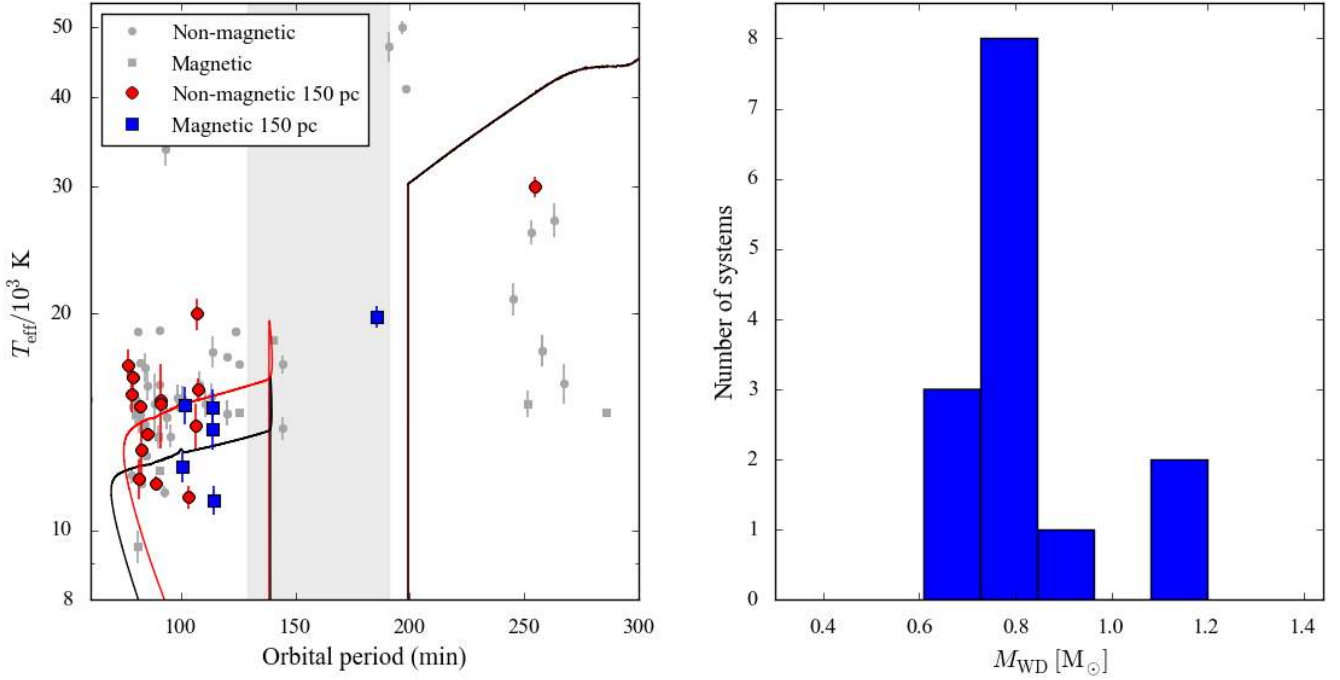 50
40
30
20
10
8
T_eff/10^3 K
Non-magnetic
Magnetic
Non-magnetic 150 pc
Magnetic 150 pc
100 150 200 250 300
Orbital period (min)
8
7
6
5
4
3
2
1
0
Number of systems
0.4 0.6 0.8 1.0 1.2 1.4
M_WD [M_⊙]